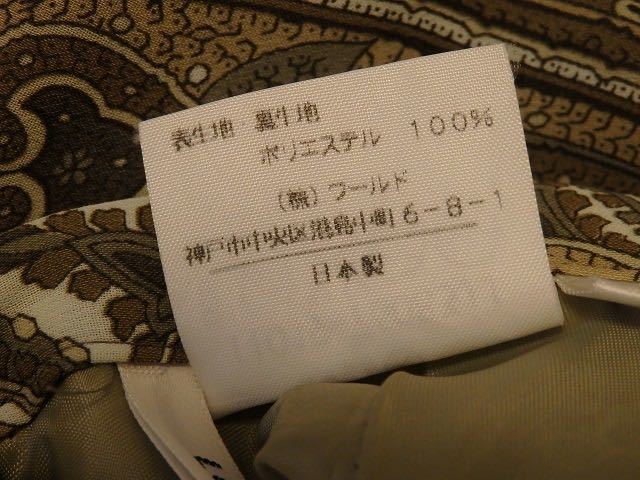 表生地 裏生地
ポリエステル 100%
(株)ワールド
神戸市中央区港島中町6-8-1
日本製